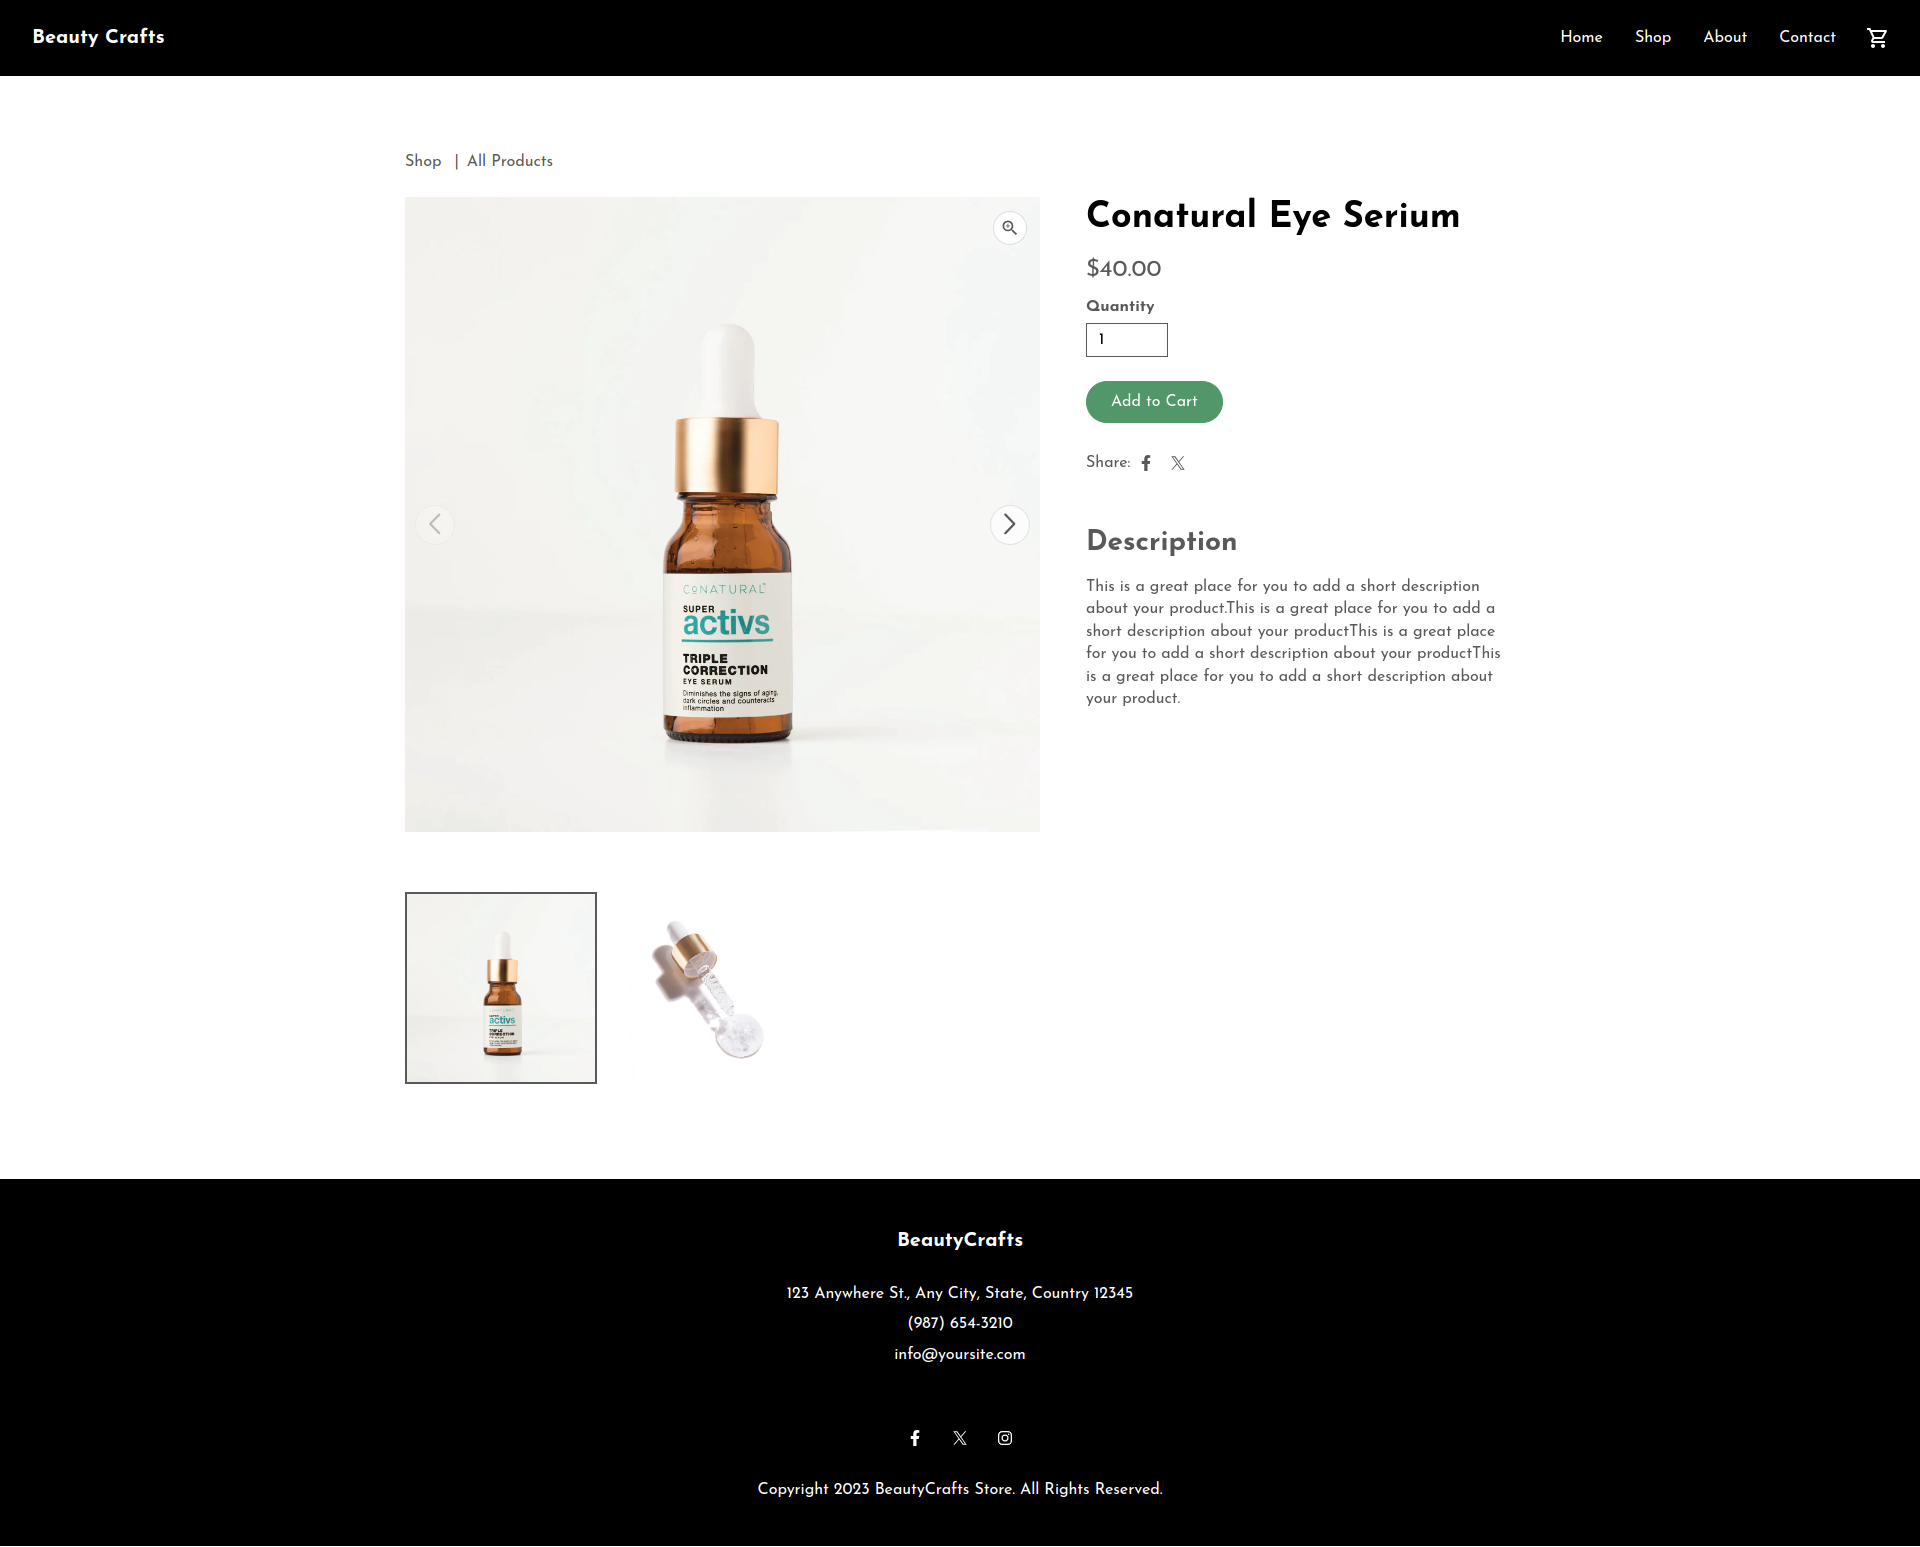 Beauty Crafts
Home Shop About Contact
Shop | All Products
CoNATURAL™
SUPER
activs
TRIPLE
CORRECTION
EYE SERUM
Diminishes the signs of aging,
dark circles and counteracts
inflammation
Conatural Eye Serium
$40.00
Quantity
1
Add to Cart
Share:
Description
This is a great place for you to add a short description
about your product.This is a great place for you to add a
short description about your productThis is a great place
for you to add a short description about your productThis
is a great place for you to add a short description about
your product.
activs
TRIPLE
CORRECTION
BeautyCrafts
123 Anywhere St., Any City, State, Country 12345
(987) 654-3210
info@yoursite.com
Copyright 2023 BeautyCrafts Store. All Rights Reserved.